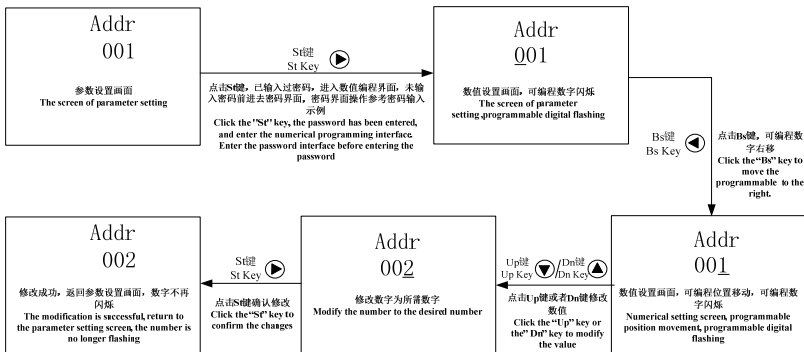 Addr
001
参数设置画面
The screen of parameter setting
St键
St Key
点击St键，已输入过密码，进入数值编程界面，未输
入密码前进去密码界面，密码界面操作参考密码输入
示例
Click the "St" key, the password has been entered,
and enter the numerical programming interface.
Enter the password interface before entering the
password
Addr
001
数值设置画面，可编程数字闪烁
The screen of parameter
setting,programmable digital flashing
Bs键
Bs Key
点击Bs键，可编程数
字右移
Click the “Bs” key to
move the
programmable to the
right.
Addr
001
数值设置画面，可编程位置移动，可编程数
字闪烁
Numerical setting screen, programmable
position movement, programmable digital
flashing
Up键
Up Key
/Dn键
/Dn Key
点击Up键或者Dn键修改
数值
Click the “Up” key or
the” Dn” key to modify
the value
Addr
002
修改数字为所需数字
Modify the number to the desired number
St键
St Key
点击St键确认修改
Click the “St” key to
confirm the changes
Addr
002
修改成功，返回参数设置画面，数字不再
闪烁
The modification is successful, return to
the parameter setting screen, the number is
no longer flashing